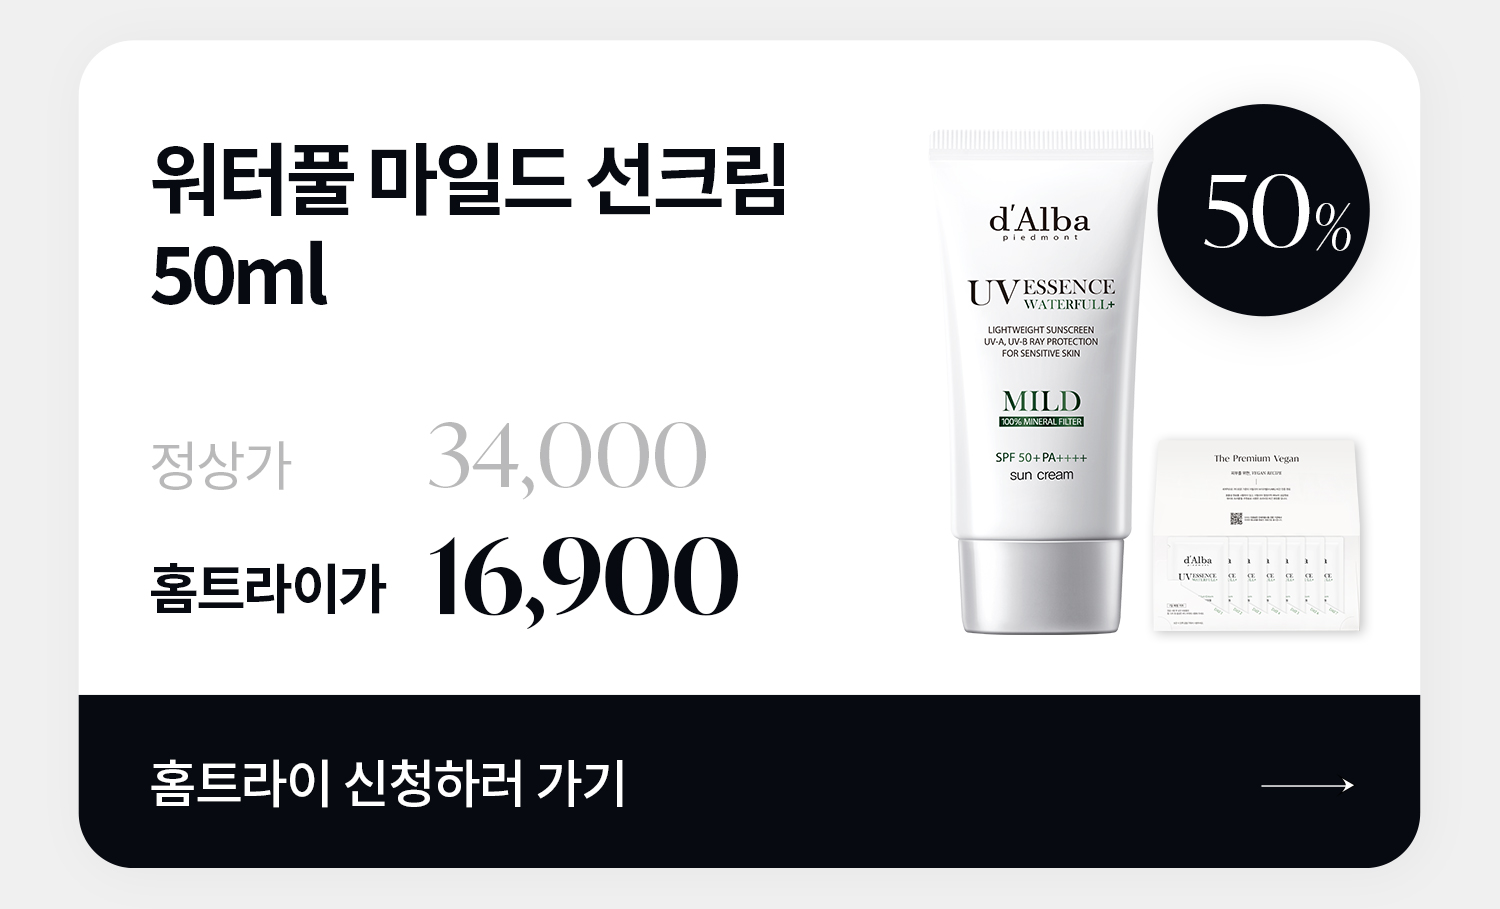 워터풀 마일드 선크림
50ml
정상가 34,000
홈트라이가 16,900
d'Alba
piedmont
UV ESSENCE
WATERFULL+
LIGHTWEIGHT SUNSCREEN
UV-A, UV-B RAY PROTECTION
FOR SENSITIVE SKIN
MILD
100% MINERAL FILTER
SPF 50+PA++++
sun cream
50%
The Premium Vegan
d'Alba
piedmont
UV ESSENCE
홈트라이 신청하러 가기